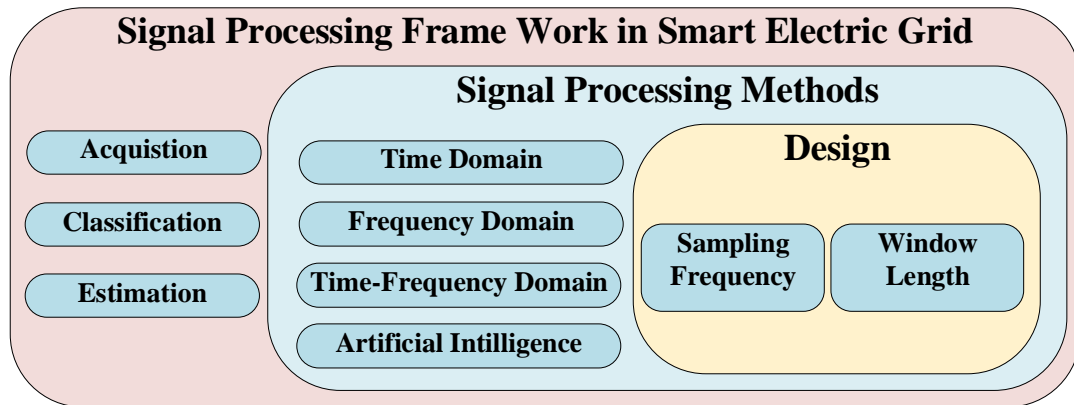 Signal Processing Frame Work in Smart Electric Grid
Signal Processing Methods
Acquistion
Classification
Estimation
Time Domain
Frequency Domain
Time-Frequency Domain
Artificial Intilligence
Design
Sampling
Frequency
Window
Length